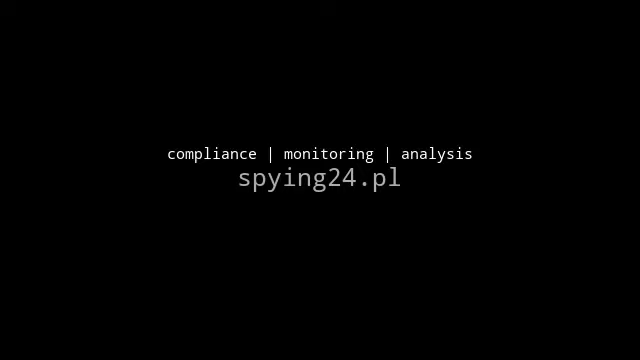 compliance | monitoring | analysis
spying24.pl